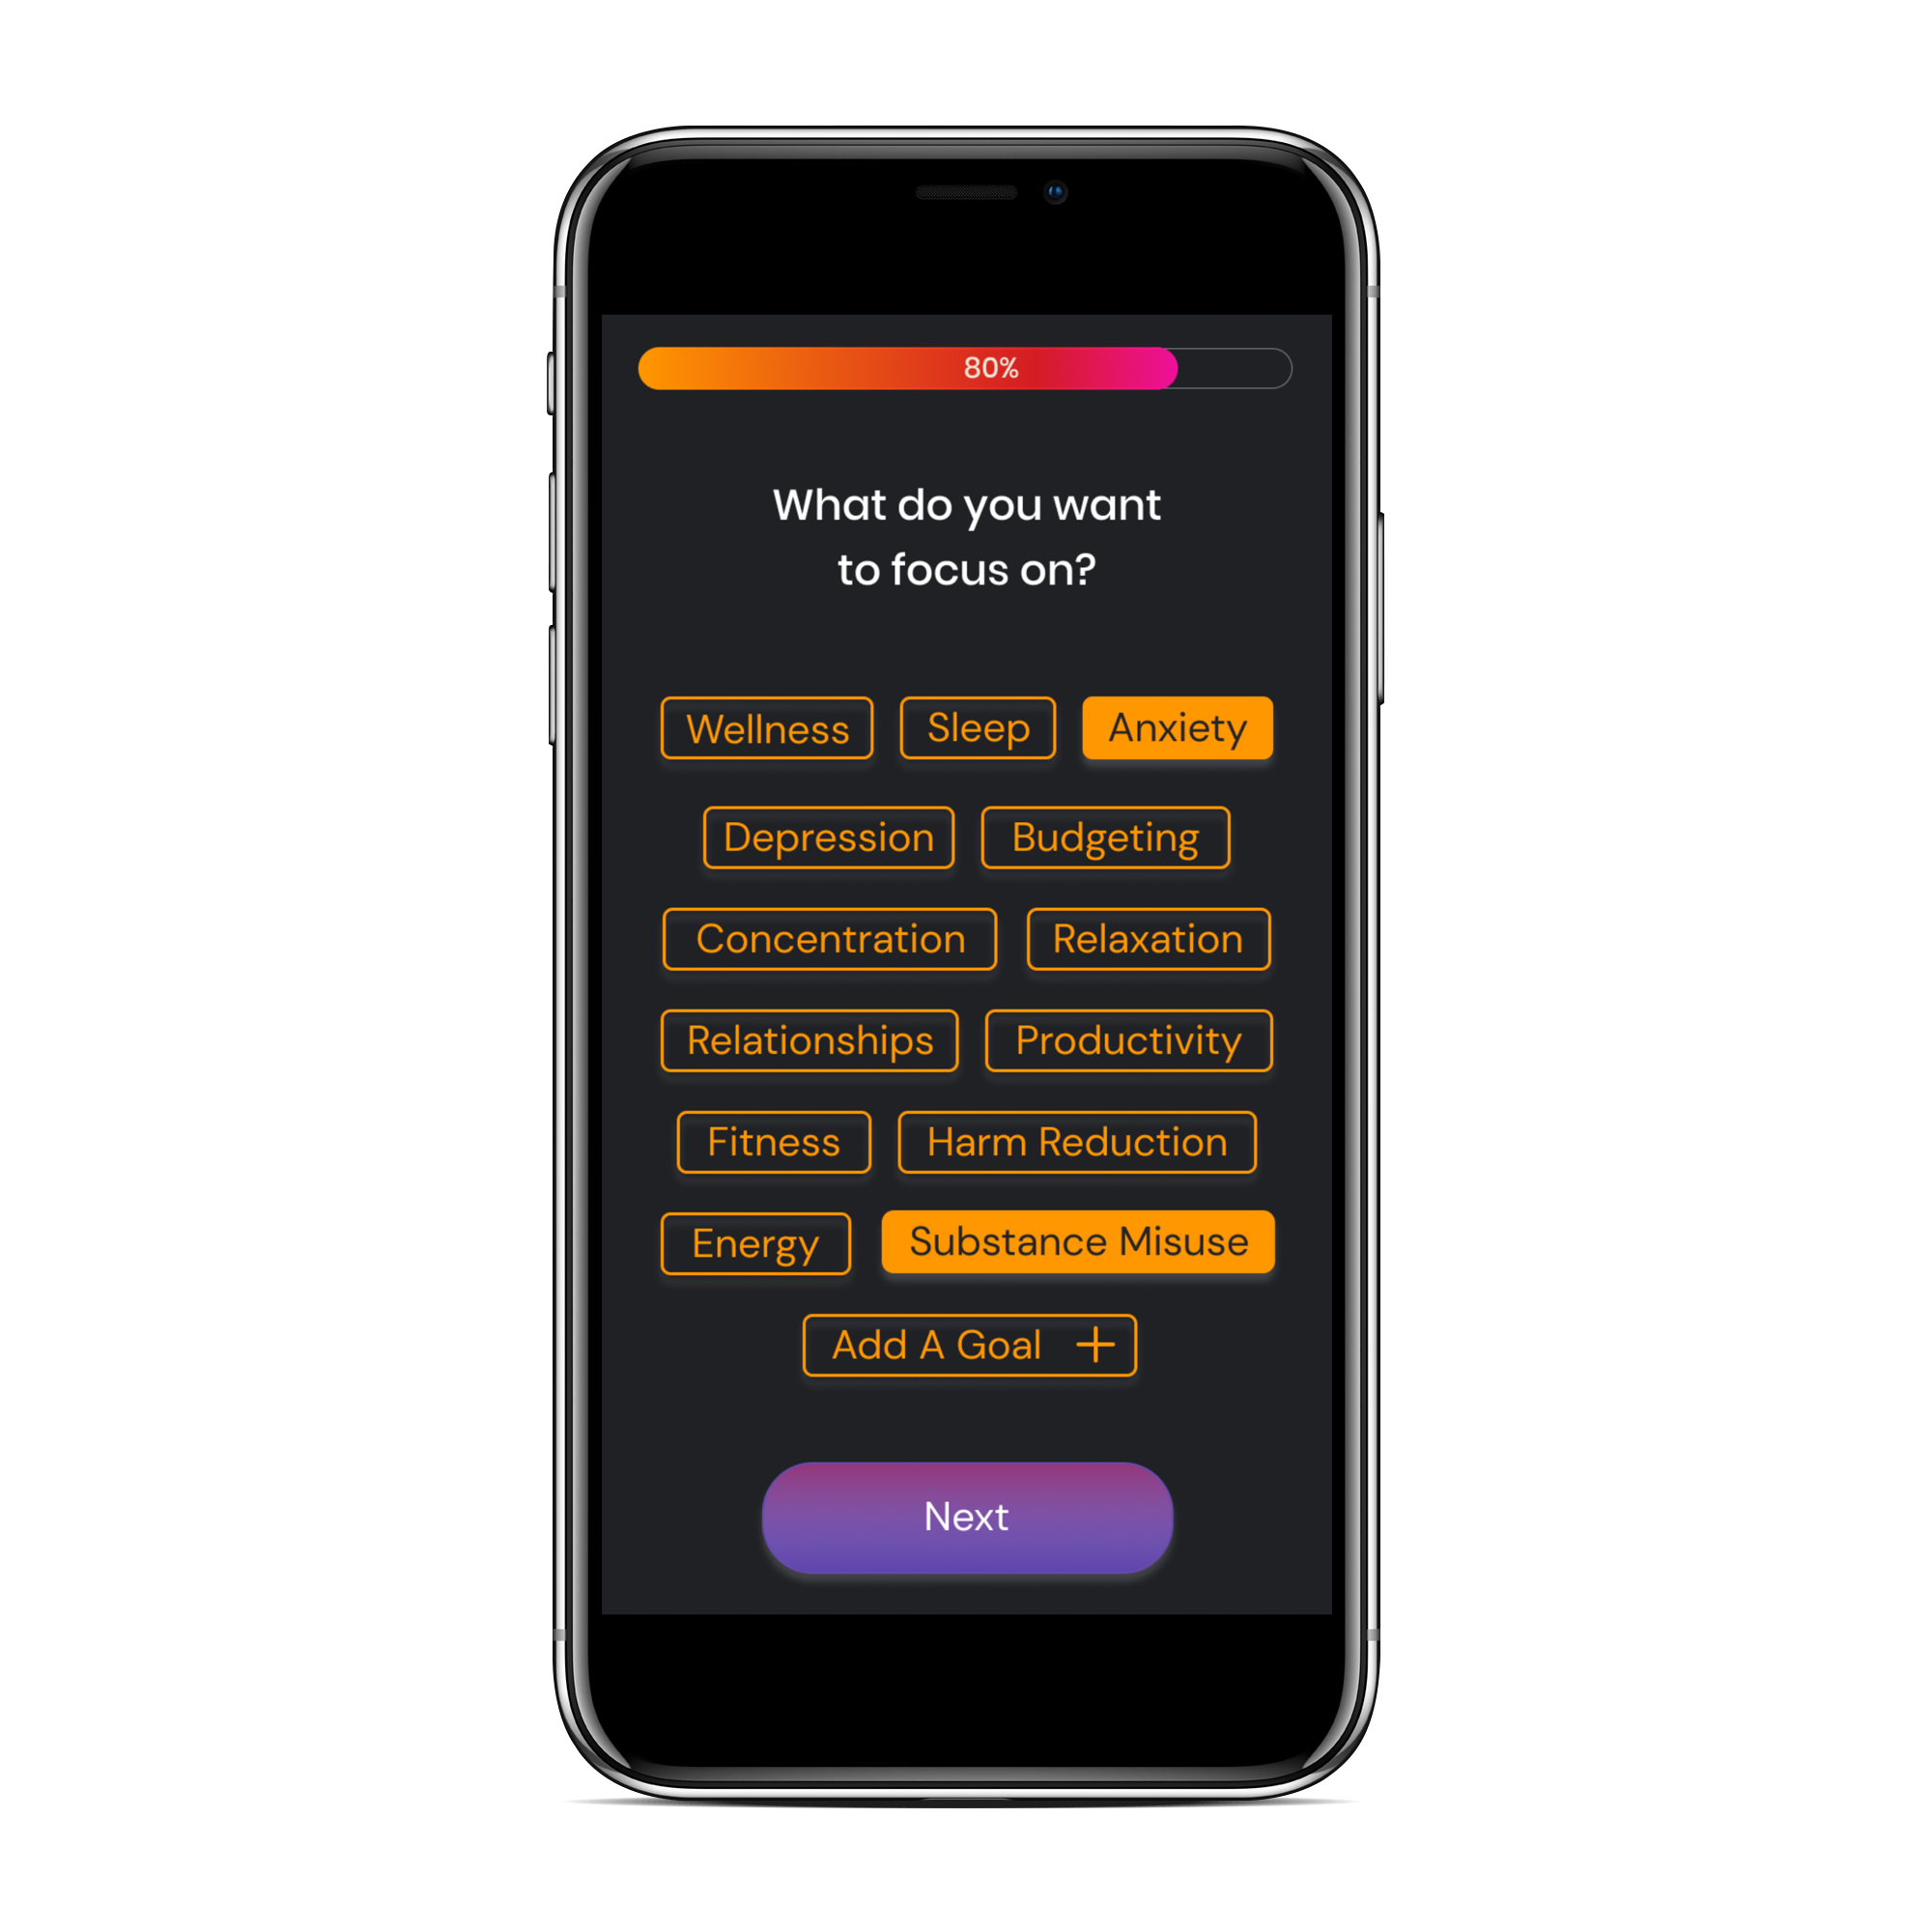 80%
What do you want
to focus on?
Wellness Sleep Anxiety
Depression Budgeting
Concentration Relaxation
Relationships Productivity
Fitness Harm Reduction
Energy Substance Misuse
Add A Goal +
Next